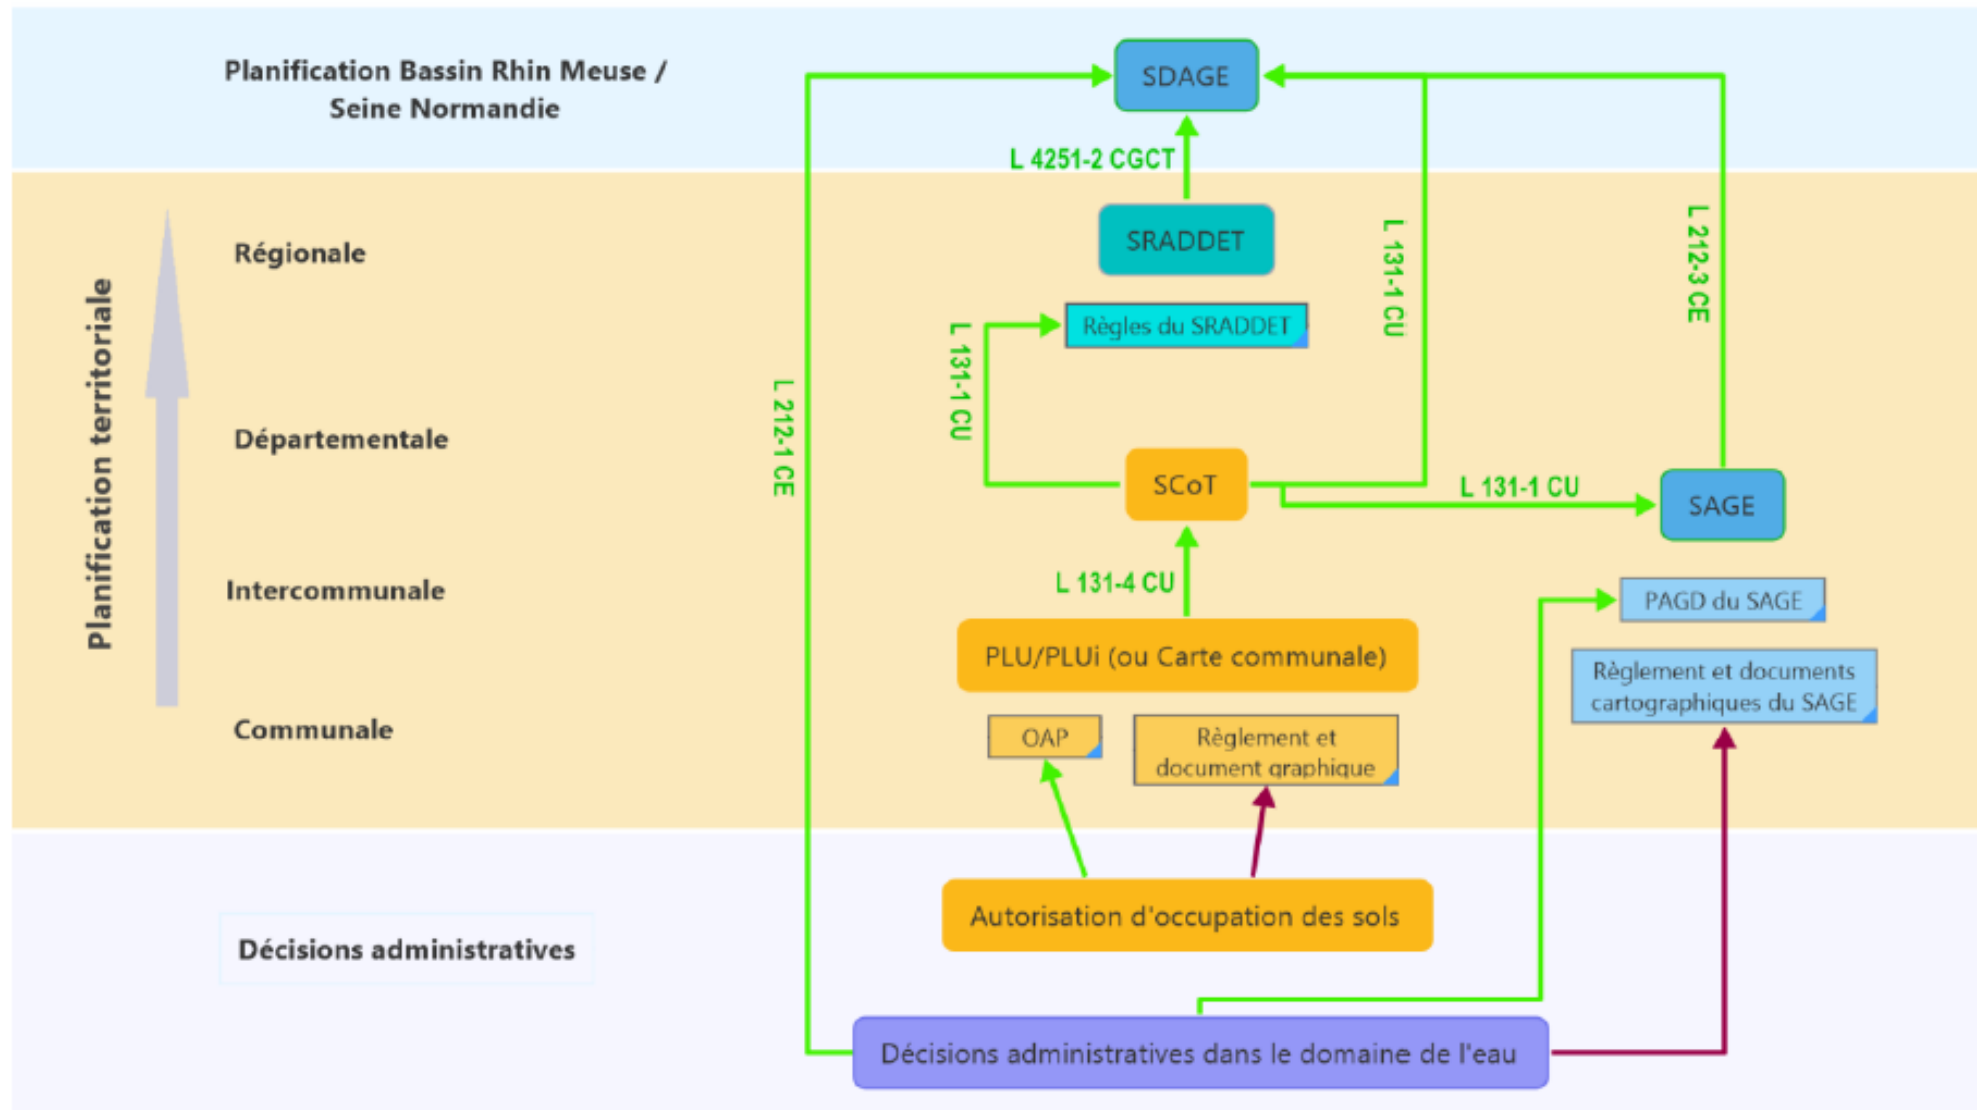 Planification Bassin Rhin Meuse /
Seine Normandie
SDAGE
L 4251-2 CGCT
Planification territoriale
Régionale
SRADDET
L 131-1 CU
L 212-3 CE
Règles du SRADDET
L 131-1 CU
L 212-1 CE
Départementale
SCoT
L 131-1 CU
SAGE
Intercommunale
L 131-4 CU
PAGD du SAGE
PLU/PLUi (ou Carte communale)
Règlement et documents
cartographiques du SAGE
Communale
OAP
Règlement et
document graphique
Autorisation d'occupation des sols
Décisions administratives
Décisions administratives dans le domaine de l'eau